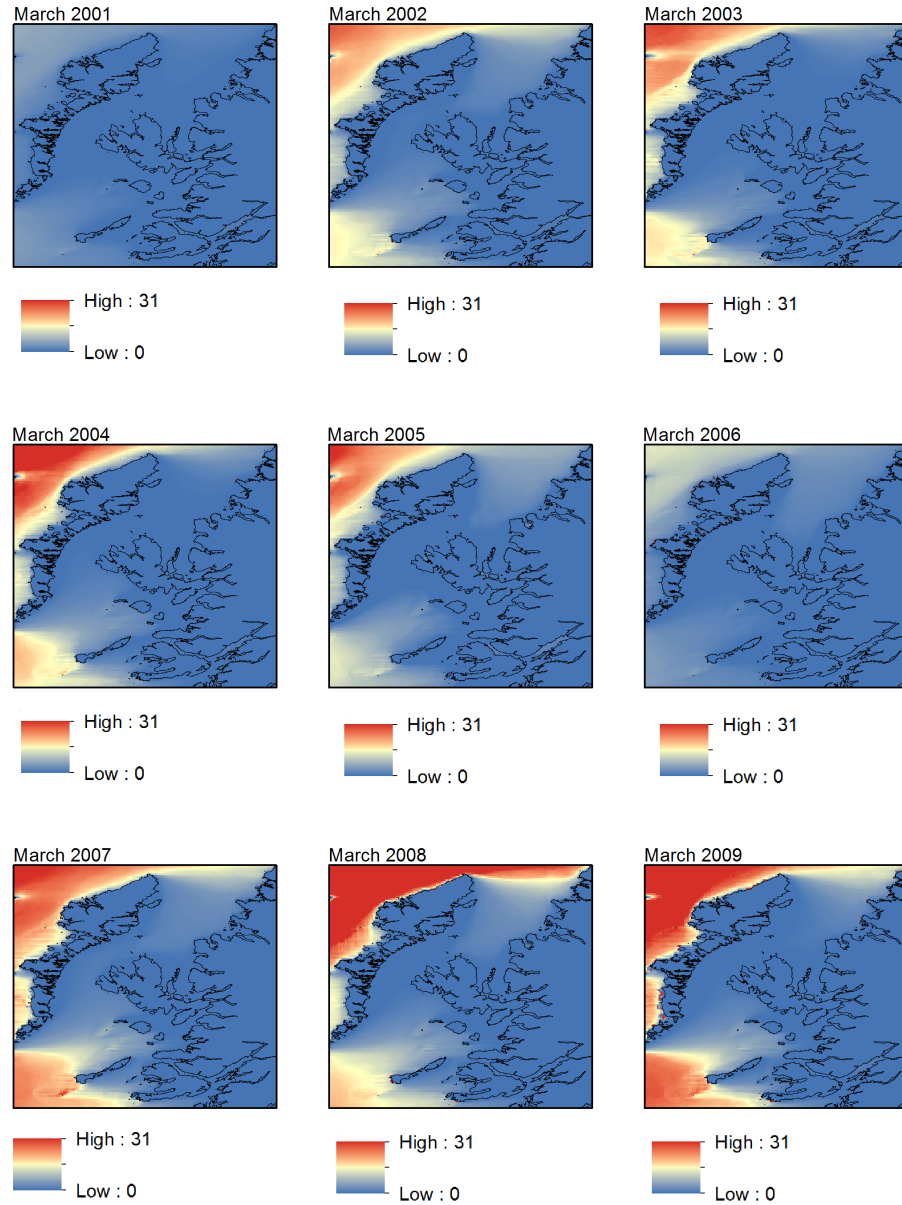 March 2001
March 2002
March 2003
High : 31
Low : 0
High : 31
Low : 0
High : 31
Low : 0
March 2004
March 2005
March 2006
High : 31
Low : 0
High : 31
Low : 0
High : 31
Low : 0
March 2007
March 2008
March 2009
High : 31
Low : 0
High : 31
Low : 0
High : 31
Low : 0